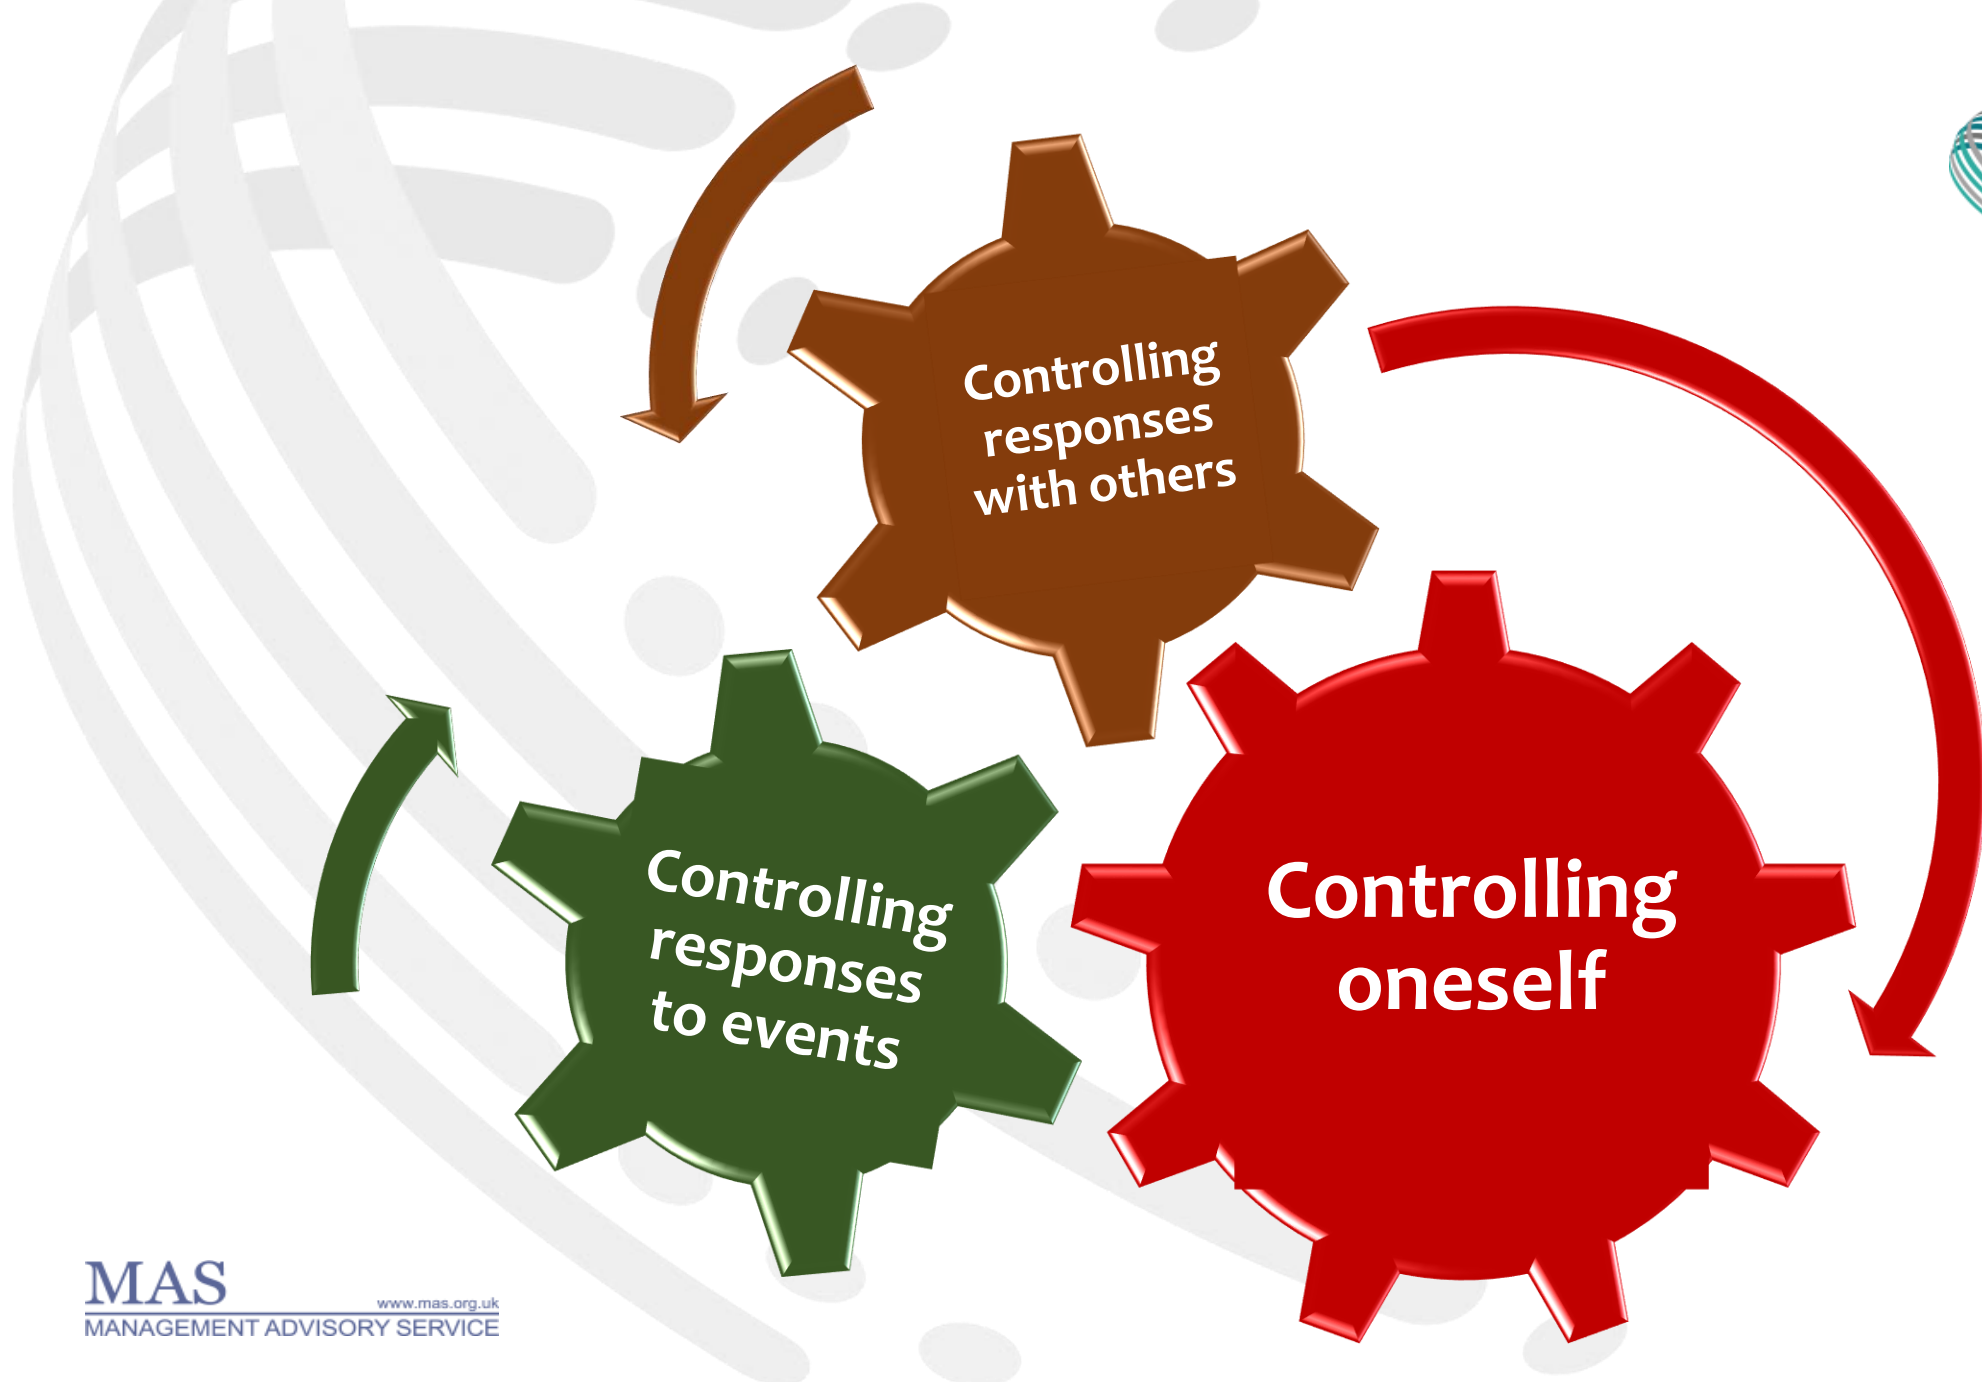 Controlling
responses
with others
Controlling
responses
to events
Controlling
oneself
MAS
www.mas.org.uk
MANAGEMENT ADVISORY SERVICE